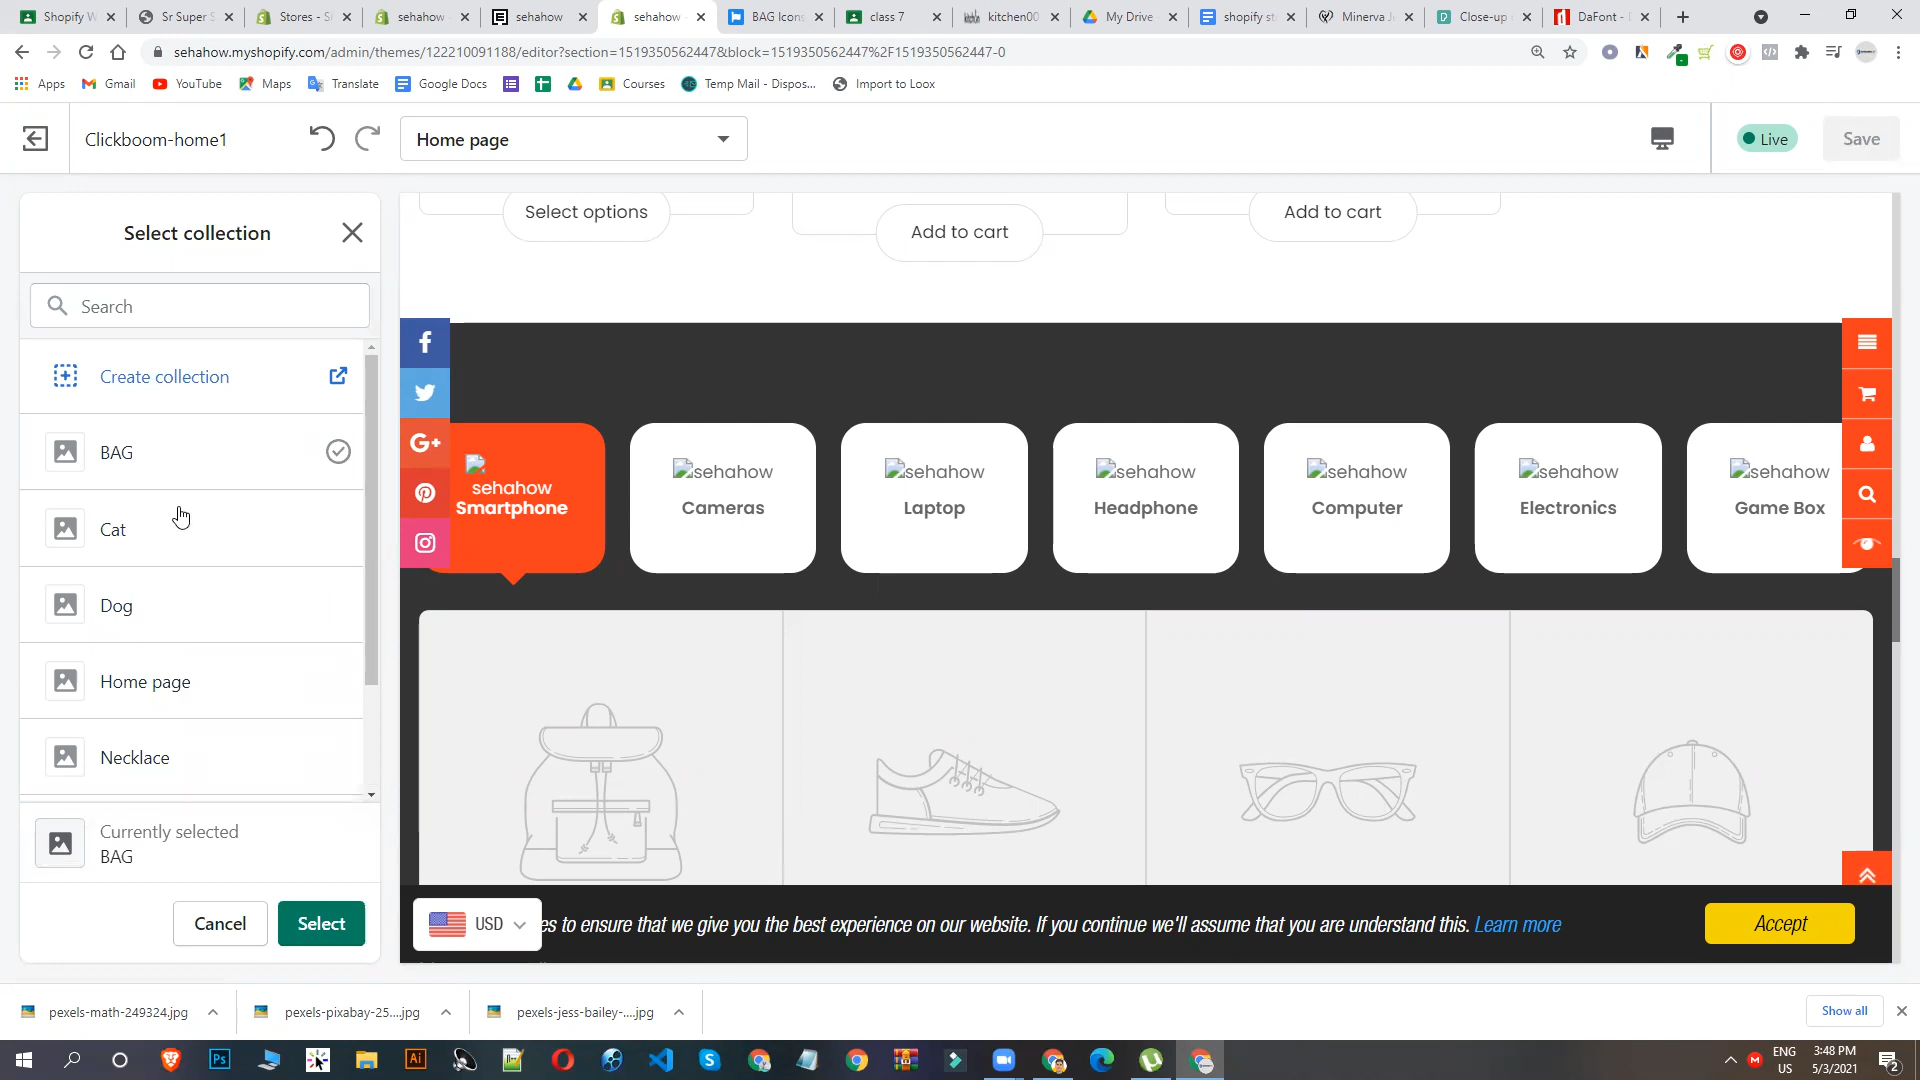 Shopify W
Sr Super S
Stores - S
sehahow -
sehahow
sehahow -
BAG Icons
class 7
kitchen00
My Drive
shopify st
Minerva J
Close-up
DaFont -
sehahow.myshopify.com/admin/themes/122210091188/editor?section=1519350562447&block=1519350562447%2F1519350562447-0
Apps
Gmail
YouTube
Maps
Translate
Google Docs
Courses
Temp Mail - Dispos...
Import to Loox
Clickboom-home1
Home page
Live
Save
Select collection
Search
Create collection
BAG
Cat
Dog
Home page
Necklace
Currently selected
BAG
Cancel
Select
Select options
Add to cart
Add to cart
sehahow
Smartphone
sehahow
Cameras
sehahow
Laptop
sehahow
Headphone
sehahow
Computer
sehahow
Electronics
sehahow
Game Box
G+
USD
es to ensure that we give you the best experience on our website. If you continue we'll assume that you are understand this. Learn more
Accept
pexels-math-249324.jpg
pexels-pixabay-25....jpg
pexels-jess-bailey-....jpg
Show all
Ps
Ai
ENG
US
3:48 PM
5/3/2021
2